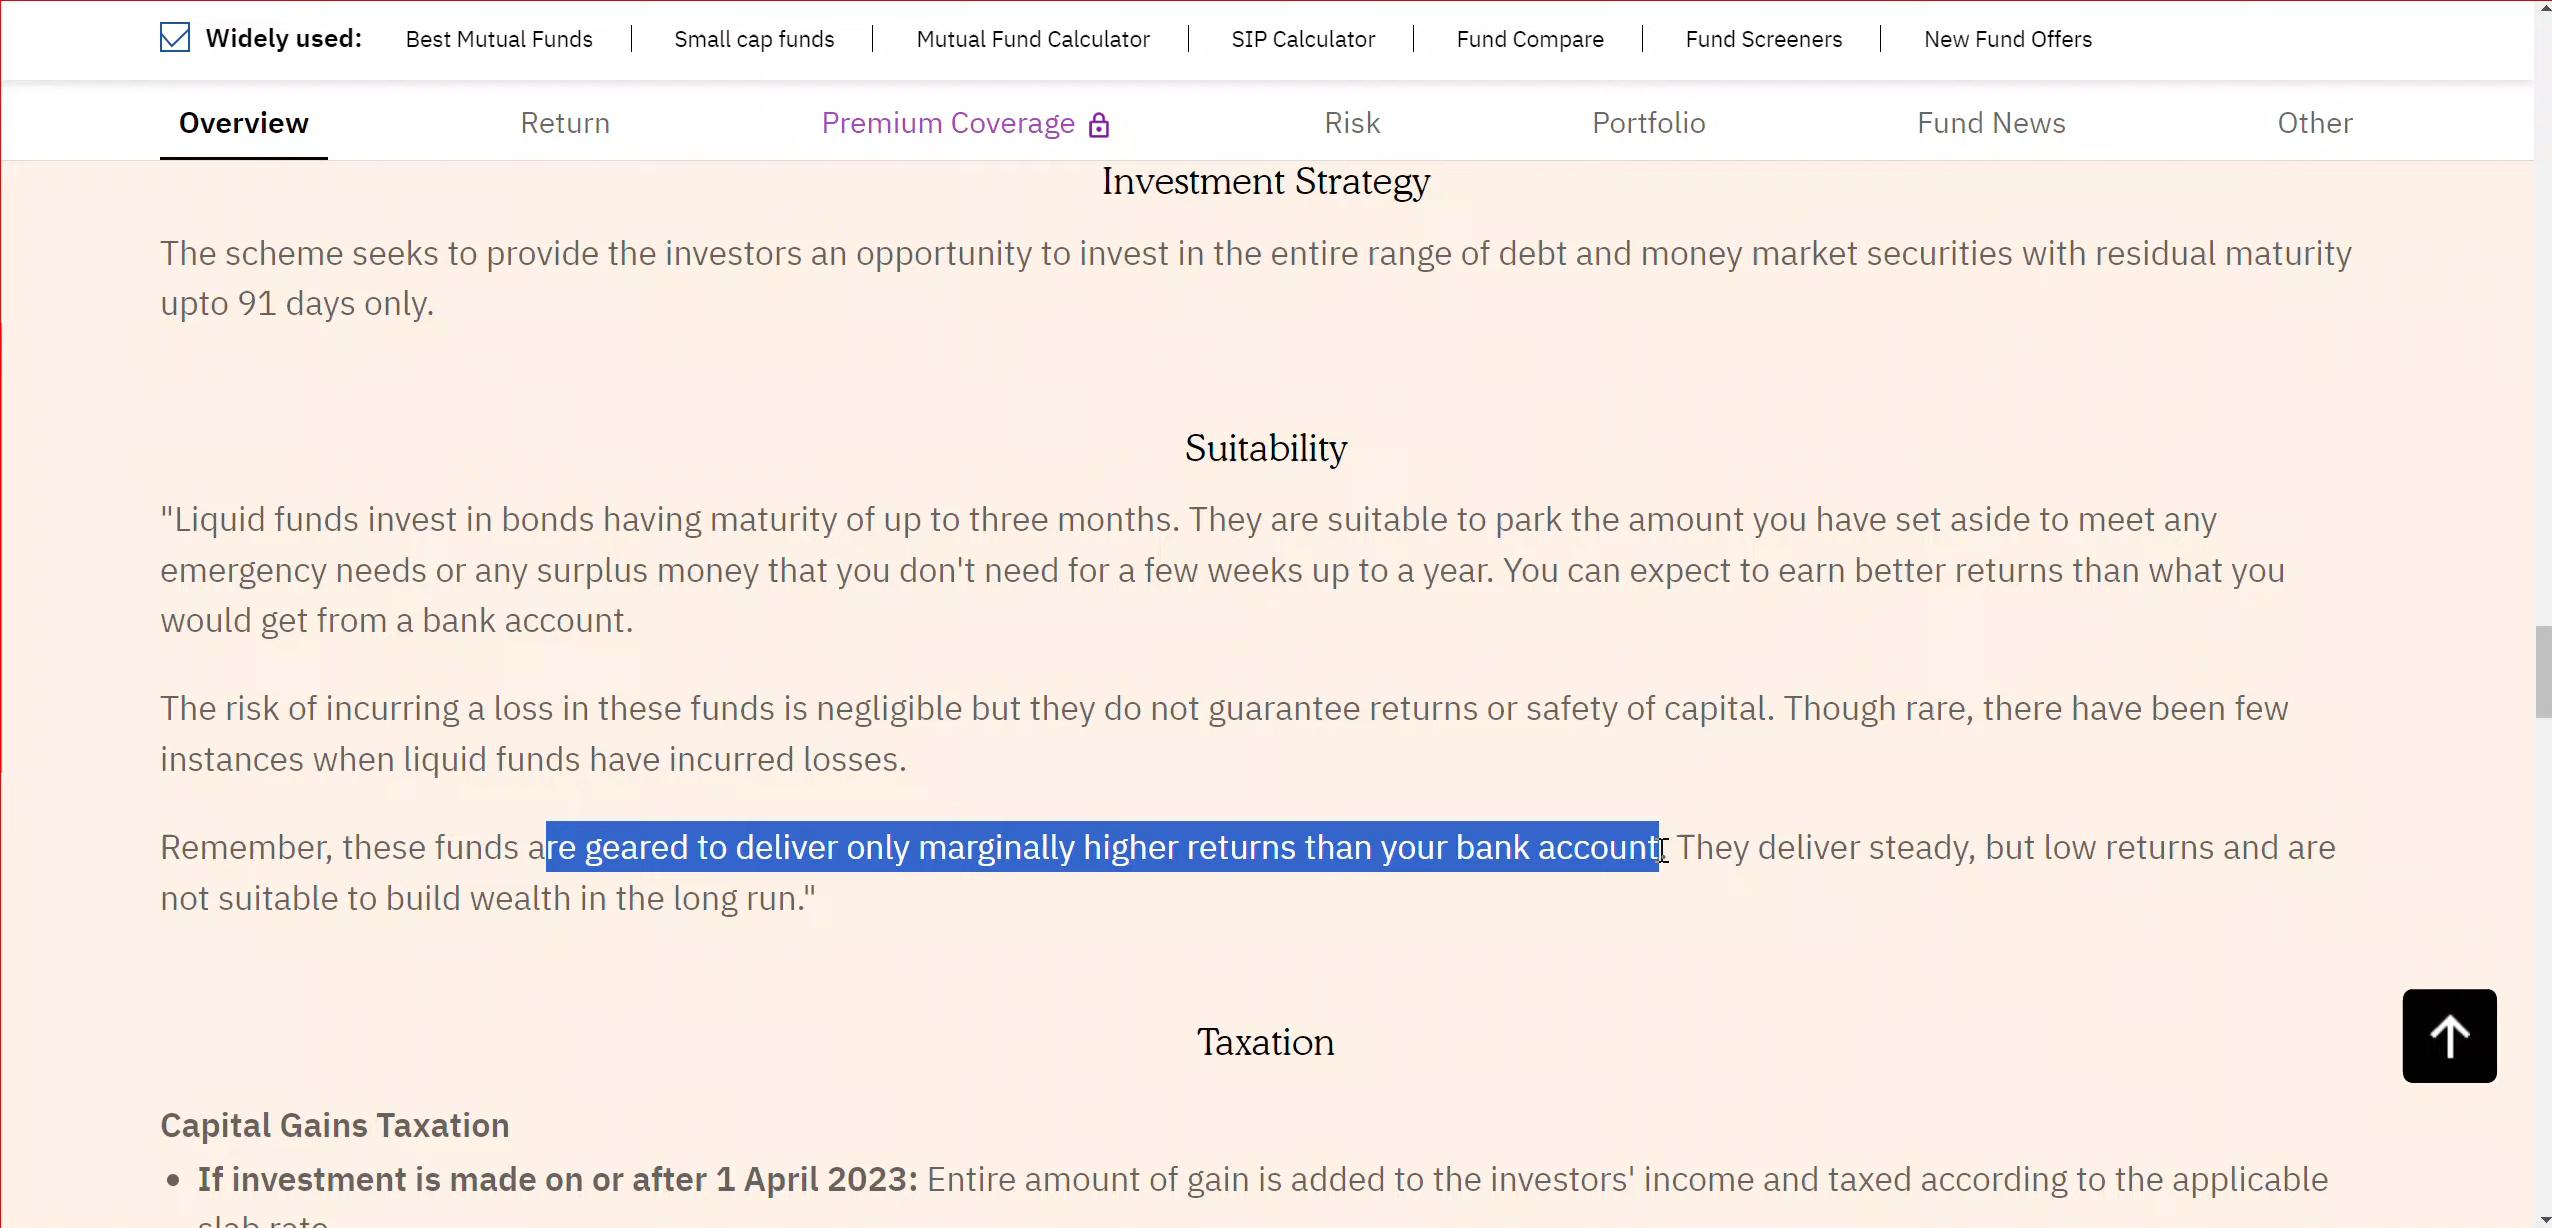 Widely used: Best Mutual Funds Small cap funds Mutual Fund Calculator SIP Calculator Fund Compare Fund Screeners New Fund Offers
Overview Return Premium Coverage Risk Portfolio Fund News Other
Investment Strategy
The scheme seeks to provide the investors an opportunity to invest in the entire range of debt and money market securities with residual maturity
upto 91 days only.
Suitability
"Liquid funds invest in bonds having maturity of up to three months. They are suitable to park the amount you have set aside to meet any
emergency needs or any surplus money that you don't need for a few weeks up to a year. You can expect to earn better returns than what you
would get from a bank account.
The risk of incurring a loss in these funds is negligible but they do not guarantee returns or safety of capital. Though rare, there have been few
instances when liquid funds have incurred losses.
Remember, these funds are geared to deliver only marginally higher returns than your bank account. They deliver steady, but low returns and are
not suitable to build wealth in the long run."
Taxation
Capital Gains Taxation
• If investment is made on or after 1 April 2023: Entire amount of gain is added to the investors' income and taxed according to the applicable
slab rate